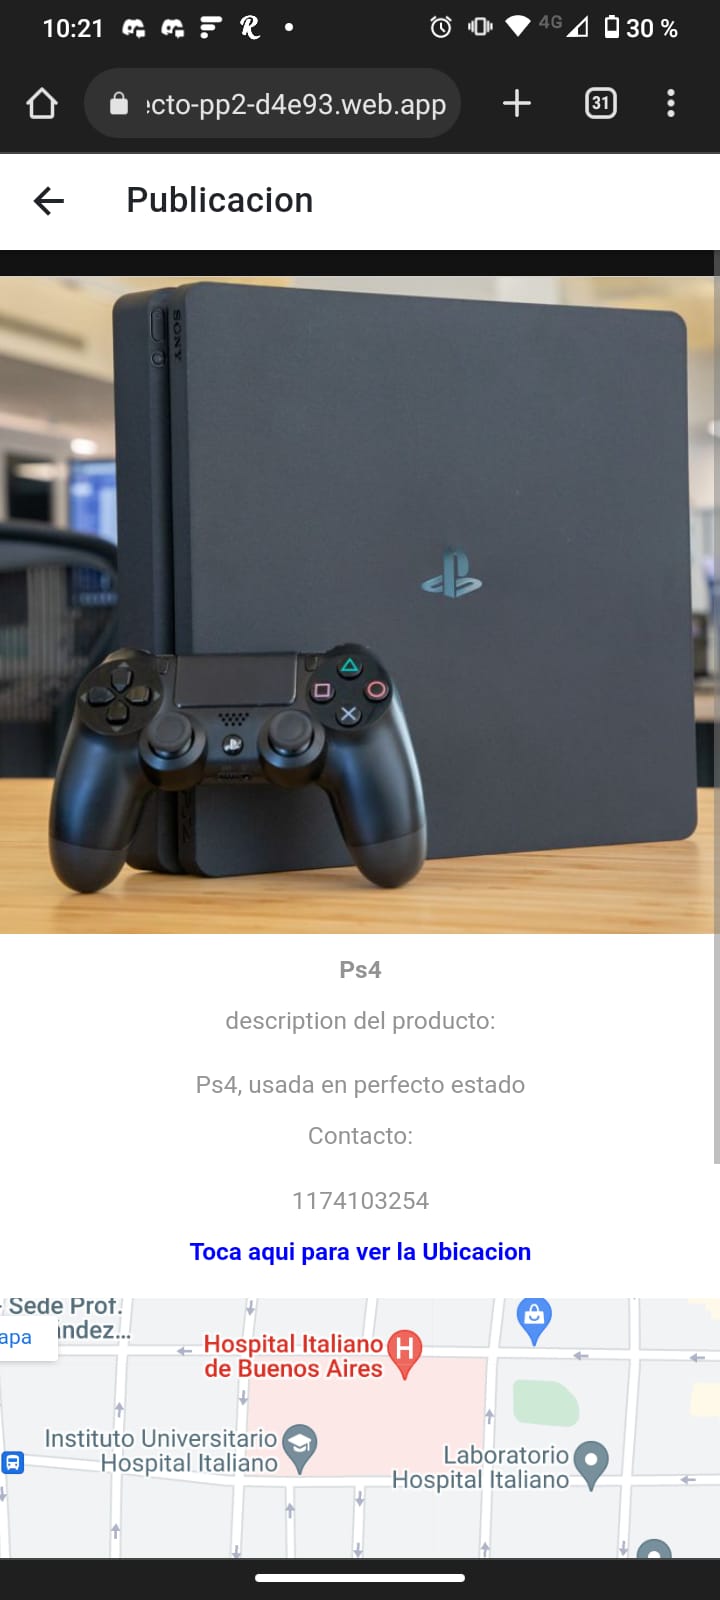 10:21
4G
30 %
:cto-pp2-d4e93.web.app
31
Publicacion
SONY
Ps4
description del producto:
Ps4, usada en perfecto estado
Contacto:
1174103254
Toca aqui para ver la Ubicacion
Sede Prof.
ández...
apa
Hospital Italiano
de Buenos Aires
Instituto Universitario
Hospital Italiano
Laboratorio
Hospital Italiano